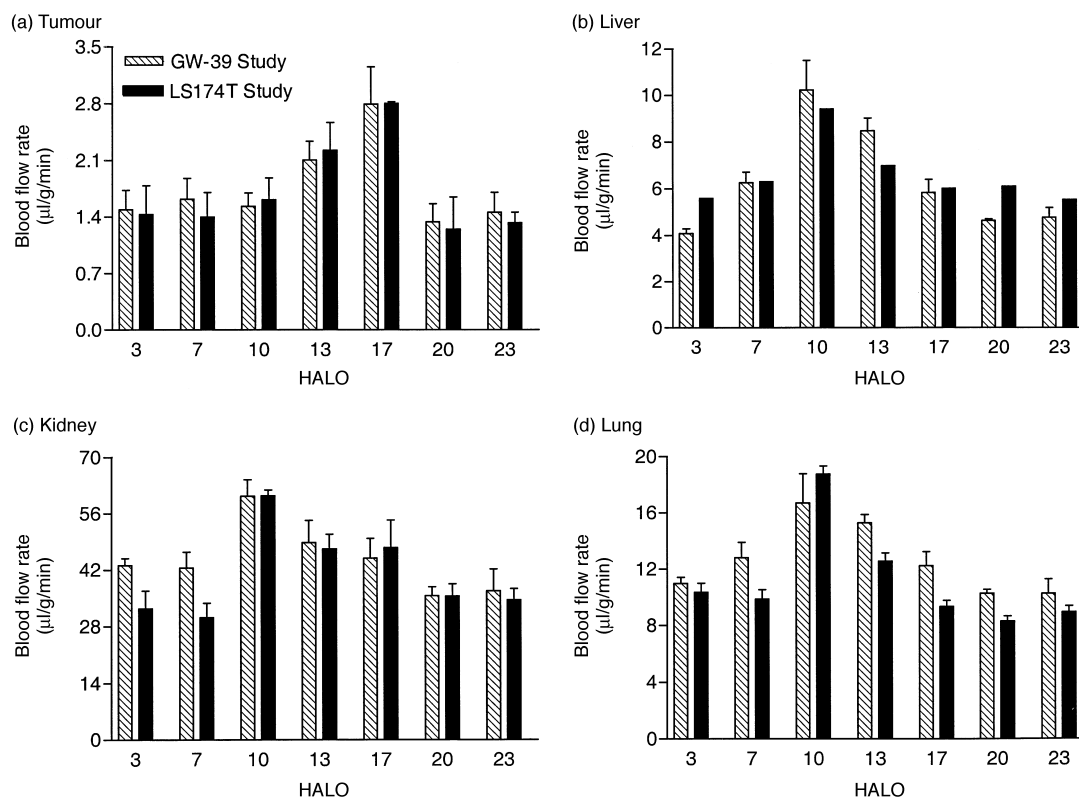 (a) Tumour
3.5
2.8
2.1
1.4
0.7
0.0
Blood flow rate
(µl/g/min)
GW-39 Study
LS174T Study
3 7 10 13 17 20 23
HALO
(b) Liver
12
10
8
6
4
2
0
Blood flow rate
(µl/g/min)
3 7 10 13 17 20 23
HALO
(c) Kidney
70
56
42
28
14
0
Blood flow rate
(µl/g/min)
3 7 10 13 17 20 23
HALO
(d) Lung
20
16
12
8
4
0
Blood flow rate
(µl/g/min)
3 7 10 13 17 20 23
HALO